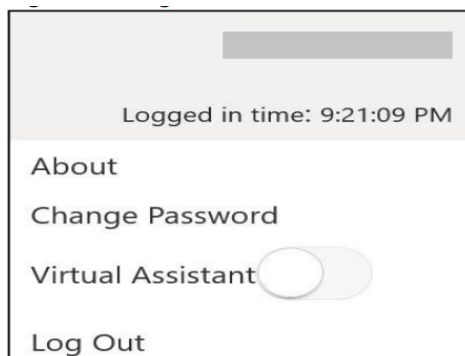 Logged in time: 9:21:09 PM
About
Change Password
Virtual Assistant
Log Out